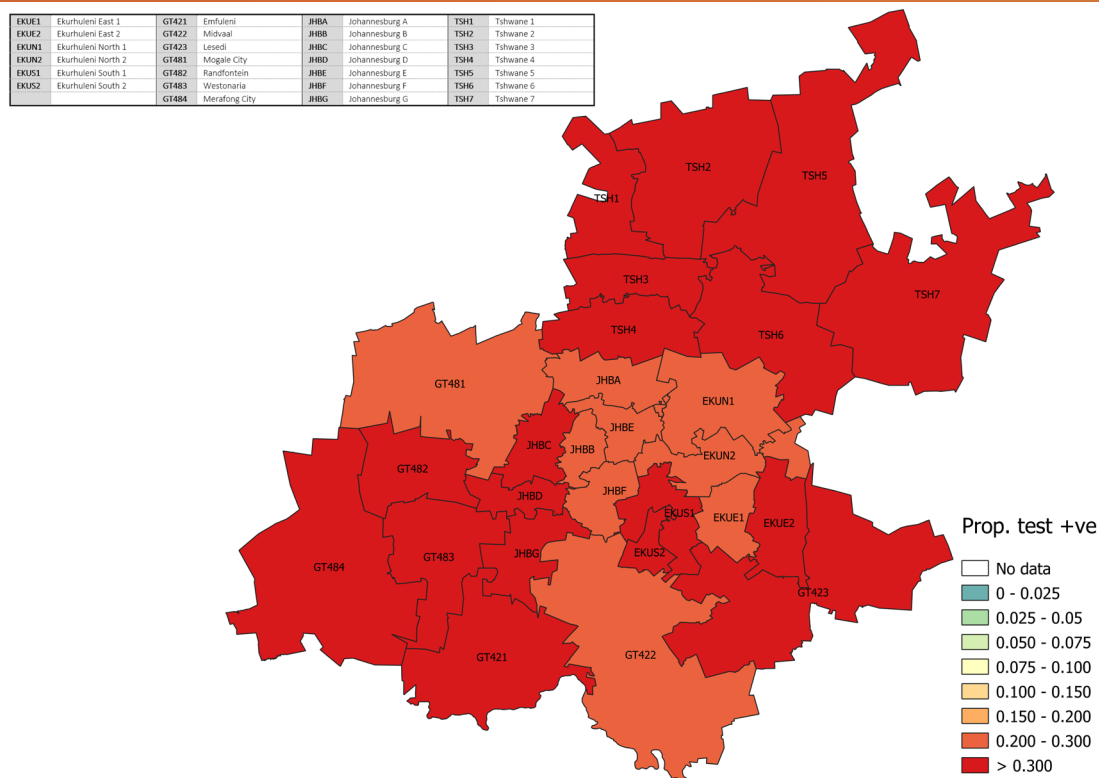 EKUE1 Ekurhuleni East 1 GT421 Emfuleni JHBA Johannesburg A TSH1 Tshwane 1
EKUE2 Ekurhuleni East 2 GT422 Midvaal JHBB Johannesburg B TSH2 Tshwane 2
EKUN1 Ekurhuleni North 1 GT423 Lesedi JHBC Johannesburg C TSH3 Tshwane 3
EKUN2 Ekurhuleni North 2 GT481 Mogale City JHBD Johannesburg D TSH4 Tshwane 4
EKUS1 Ekurhuleni South 1 GT482 Randfontein JHBE Johannesburg E TSH5 Tshwane 5
EKUS2 Ekurhuleni South 2 GT483 Westonaria JHBF Johannesburg F TSH6 Tshwane 6
GT484 Merafong City JHBG Johannesburg G TSH7 Tshwane 7
TSH2
TSH5
TSH1
TSH3
TSH7
TSH4
TSH6
GT481
JHBA
EKUN1
JHBE
JHBC
JHBB
EKUN2
GT482
JHBD
JHBF
EKUS1
EKUE1
EKUE2
GT483
JHBG
EKUS2
GT484
GT423
GT421
GT422
Prop. test +ve
No data
0 - 0.025
0.025 - 0.05
0.050 - 0.075
0.075 - 0.100
0.100 - 0.150
0.150 - 0.200
0.200 - 0.300
> 0.300